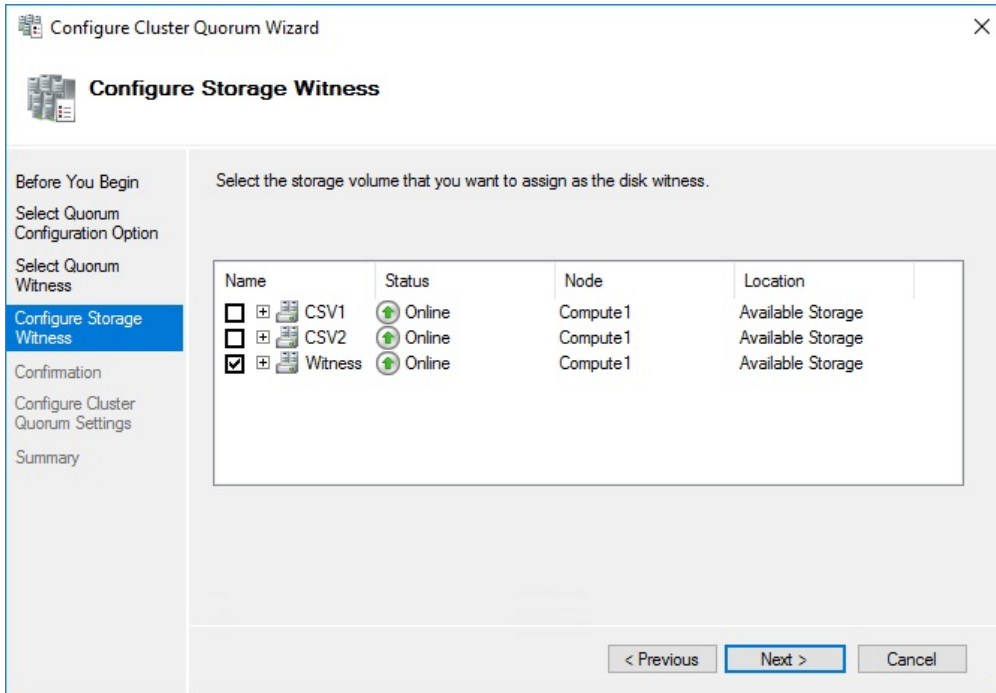 Configure Cluster Quorum Wizard
Configure Storage Witness
Before You Begin
Select Quorum
Configuration Option
Select Quorum
Witness
Configure Storage
Witness
Confirmation
Configure Cluster
Quorum Settings
Summary
Select the storage volume that you want to assign as the disk witness.
Name Status Node Location
CSV1 Online Compute1 Available Storage
CSV2 Online Compute1 Available Storage
Witness Online Compute1 Available Storage
< Previous Next > Cancel